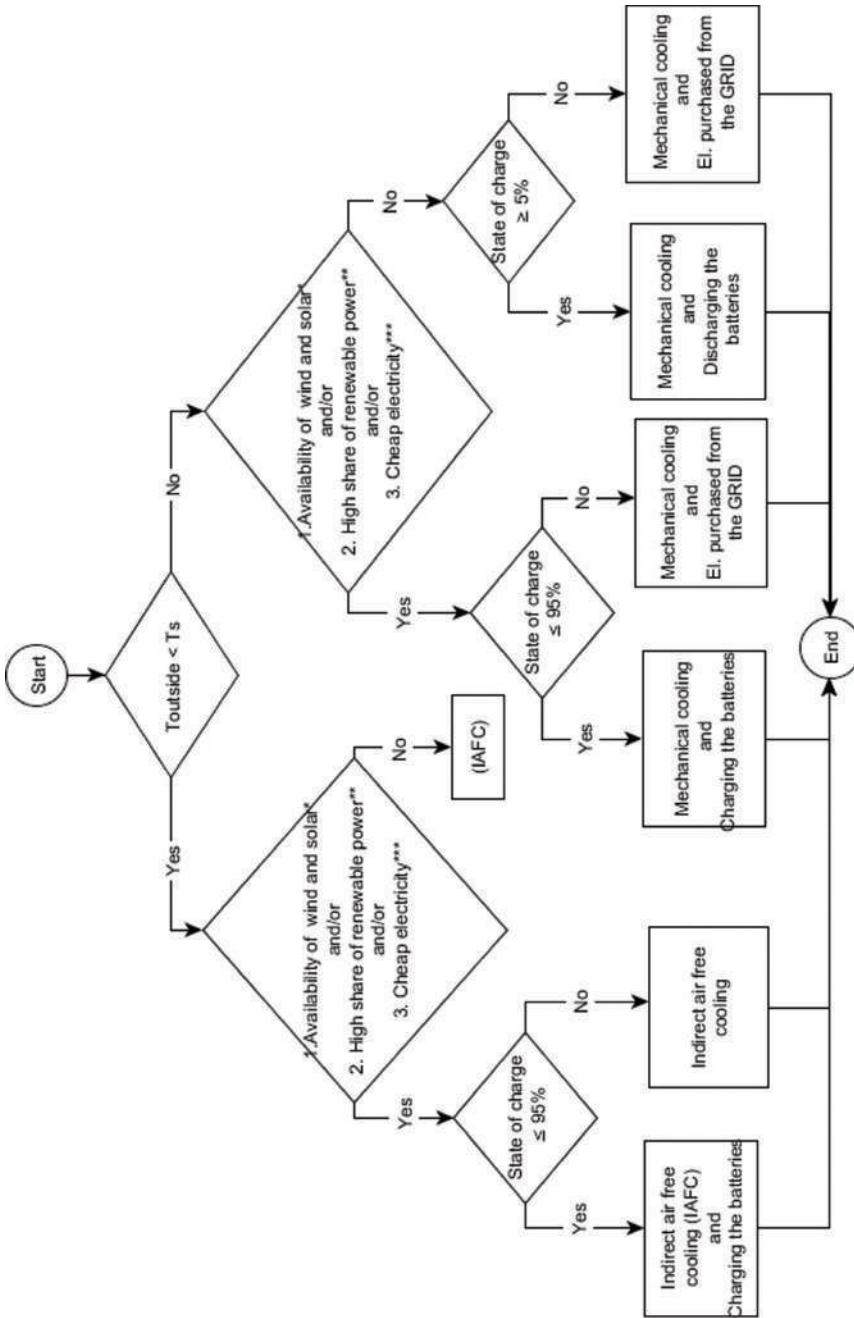 Start
Toutside < Ts
Yes
No
1.Availability of wind and solar*
and/or
2. High share of renewable power**
and/or
3. Cheap electricity***
1.Availability of wind and solar*
and/or
2. High share of renewable power**
and/or
3. Cheap electricity***
Yes
No
Yes
No
State of charge
≤ 95%
(IAFC)
State of charge
≤ 95%
State of charge
≥ 5%
Yes
No
Yes
No
Yes
No
Indirect air free
cooling (IAFC)
and
Charging the batteries
Indirect air free
cooling
Mechanical cooling
and
Charging the batteries
Mechanical cooling
and
El. purchased from
the GRID
Mechanical cooling
and
Discharging the
batteries
Mechanical cooling
and
El. purchased from
the GRID
End